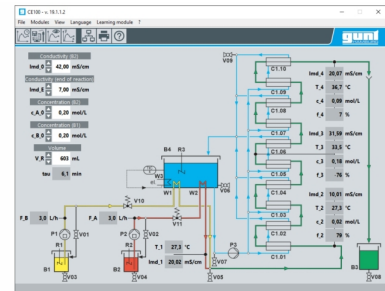 CE100 - v. 19.1.1.2
File Modules View Language Learning module ?
gunt
Conductivity (B2)
lmd_0 42,00 mS/cm
Conductivity (end of reaction)
lmd_E 7,00 mS/cm
Concentration (B2)
c_A_0 0,20 mol/L
Concentration (B1)
c_B_0 0,20 mol/L
Volume
V_R 603 mL
tau 6,1 min
V09
C1.10
C1.09
C1.08
C1.07
C1.06
C1.05
C1.04
C1.03
C1.02
C1.01
lmd_4 20,07 mS/cm
T_4 36,7 °C
c_4 0,09 mol/L
f_4 7 %
lmd_3 31,59 mS/cm
T_3 33,5 °C
c_3 0,18 mol/L
f_3 -76 %
lmd_2 10,01 mS/cm
T_2 27,3 °C
c_2 0,02 mol/L
f_2 79 %
B4 R3
W3
W1 W2
V06
V10
V11
F_B 3,0 L/h
F_A 3,0 L/h
P1 V01
P2 V02
R1
R2
B1
B2
V03
V04
T_1 27,3 °C
lmd_1 20,02 mS/cm
V07
V05
P3
B3
V08